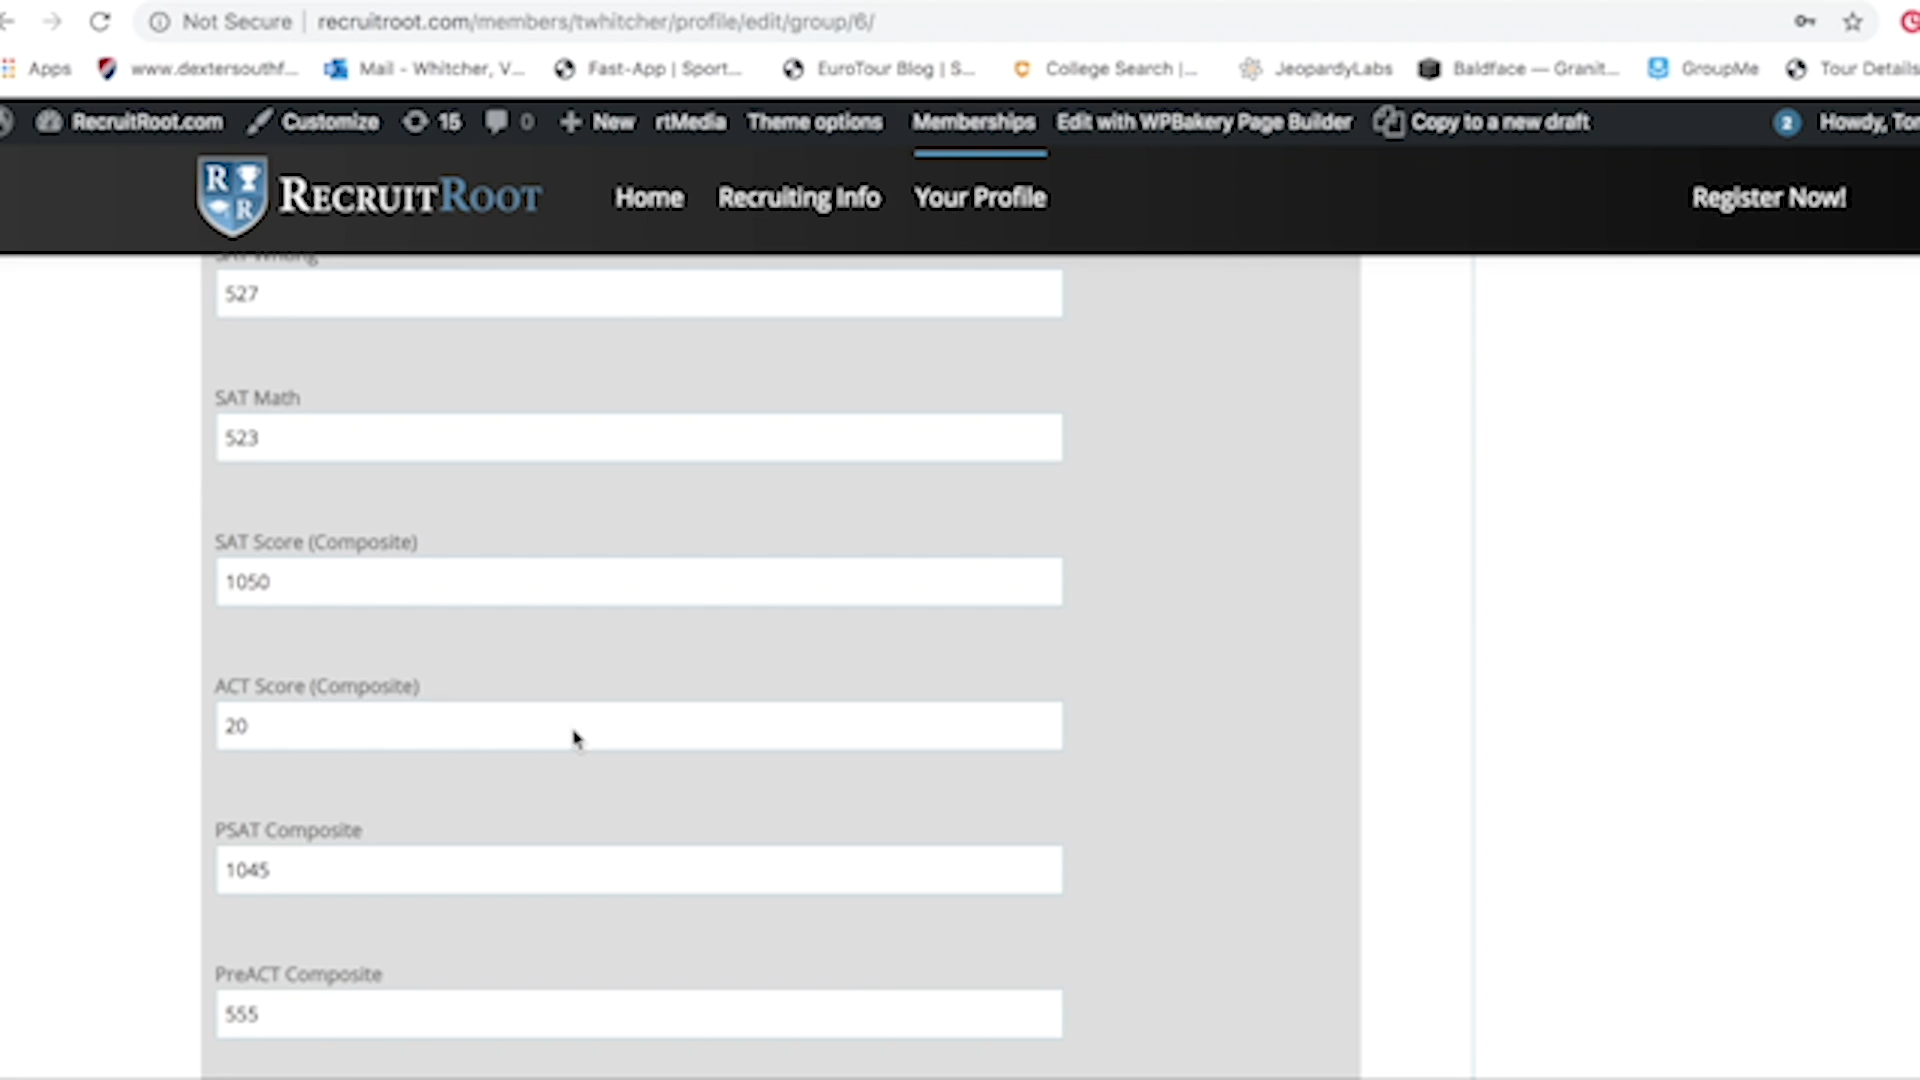 Not Secure | recruitroot.com/members/twhitcher/profile/edit/group/6/
Apps www.dextersouthf... Mail - Whitcher, V... Fast-App | Sport... EuroTour Blog | S... College Search |... JeopardyLabs Baldface — Granit... GroupMe Tour Details
RecruitRoot.com Customize 15 0 New rtMedia Theme options Memberships Edit with WPBakery Page Builder Copy to a new draft 2 Howdy, Tom
R R RECRUITROOT Home Recruiting Info Your Profile Register Now!
SAT Writing
527
SAT Math
523
SAT Score (Composite)
1050
ACT Score (Composite)
20
PSAT Composite
1045
PreACT Composite
555